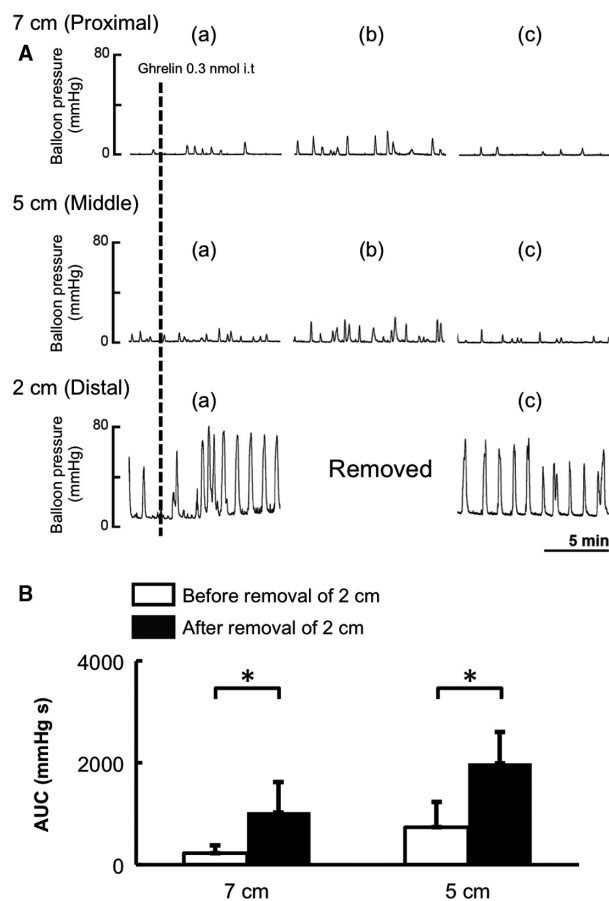 7 cm (Proximal)
A
(a) (b) (c)
Balloon pressure
(mmHg)
80
0
Ghrelin 0.3 nmol i.t
5 cm (Middle)
(a) (b) (c)
Balloon pressure
(mmHg)
80
0
2 cm (Distal)
(a) (c)
Balloon pressure
(mmHg)
80
0
Removed
5 min
B
Before removal of 2 cm
After removal of 2 cm
AUC (mmHg s)
4000
2000
0
* *
7 cm 5 cm